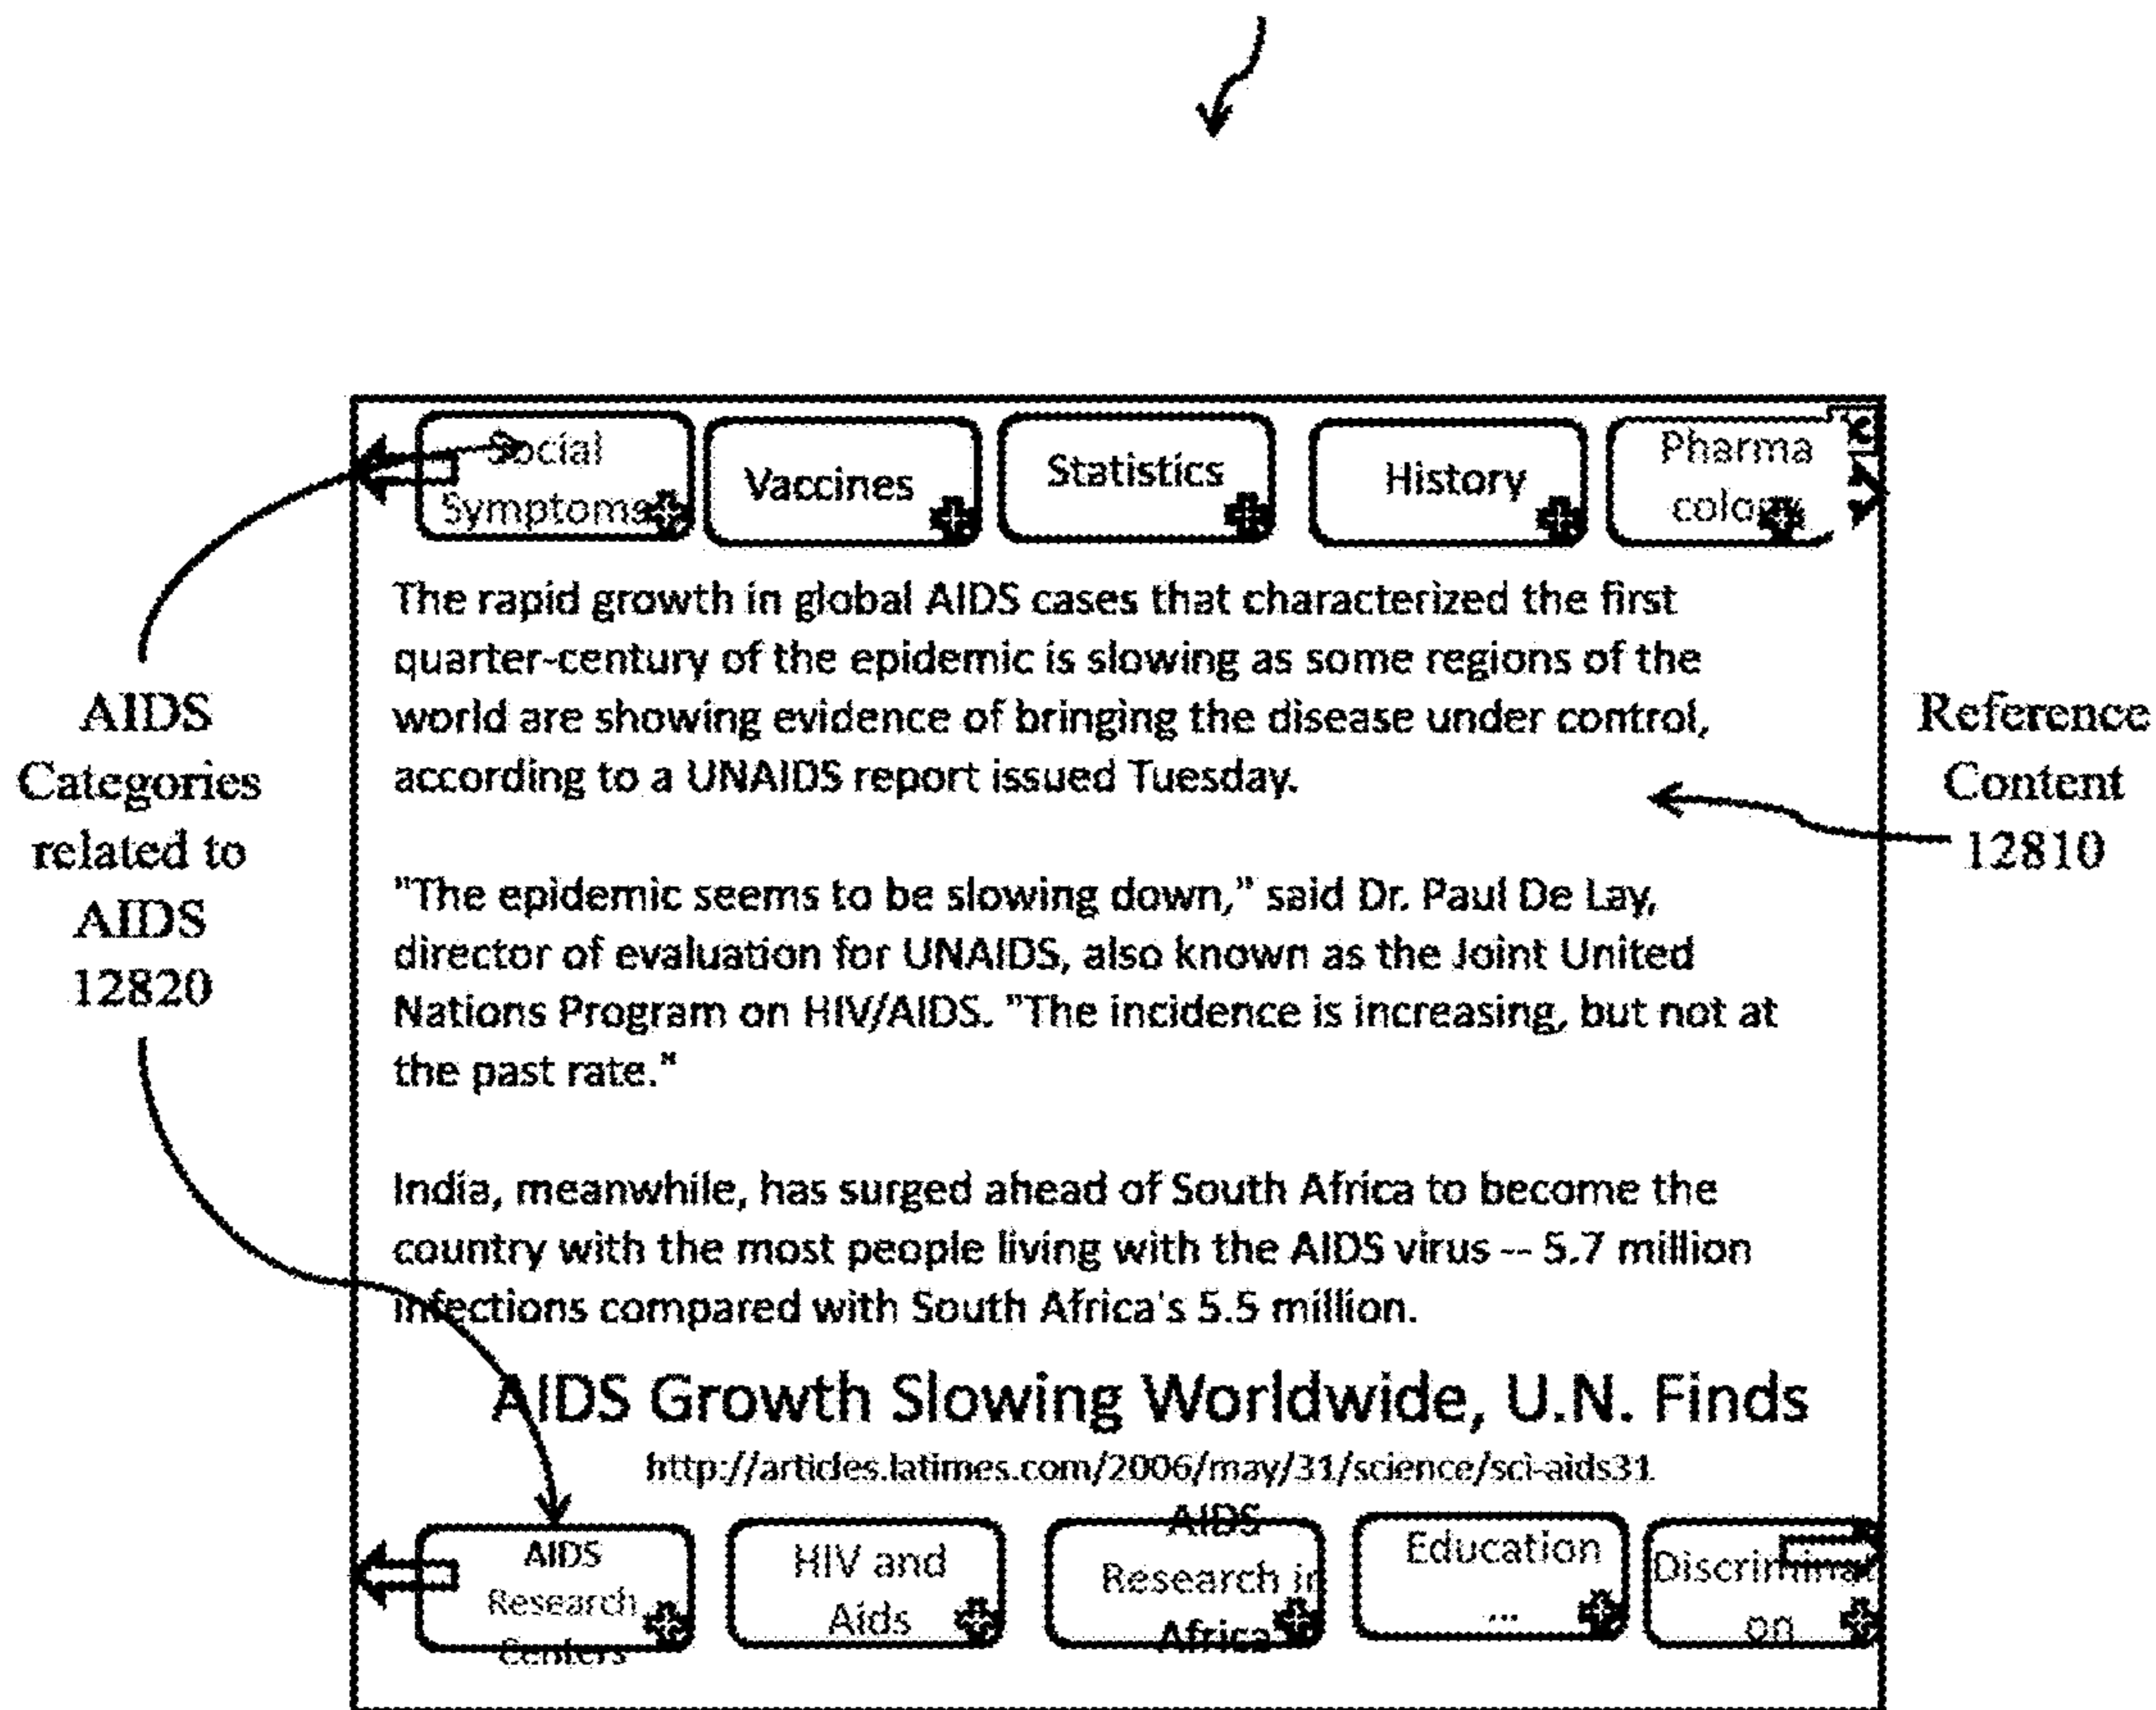 Social
Symptoms
Vaccines
Statistics
History
Pharma
cology
The rapid growth in global AIDS cases that characterized the first
quarter-century of the epidemic is slowing as some regions of the
world are showing evidence of bringing the disease under control,
according to a UNAIDS report issued Tuesday.
"The epidemic seems to be slowing down," said Dr. Paul De Lay,
director of evaluation for UNAIDS, also known as the Joint United
Nations Program on HIV/AIDS. "The incidence is increasing, but not at
the past rate."
India, meanwhile, has surged ahead of South Africa to become the
country with the most people living with the AIDS virus -- 5.7 million
infections compared with South Africa's 5.5 million.
AIDS Growth Slowing Worldwide, U.N. Finds
http://articles.latimes.com/2006/may/31/science/sci-aids31
AIDS
Research
Centers
HIV and
Aids
AIDS
Research in
Africa
Education
...
Discriminati
on
AIDS
Categories
related to
AIDS
12820
Reference
Content
12810